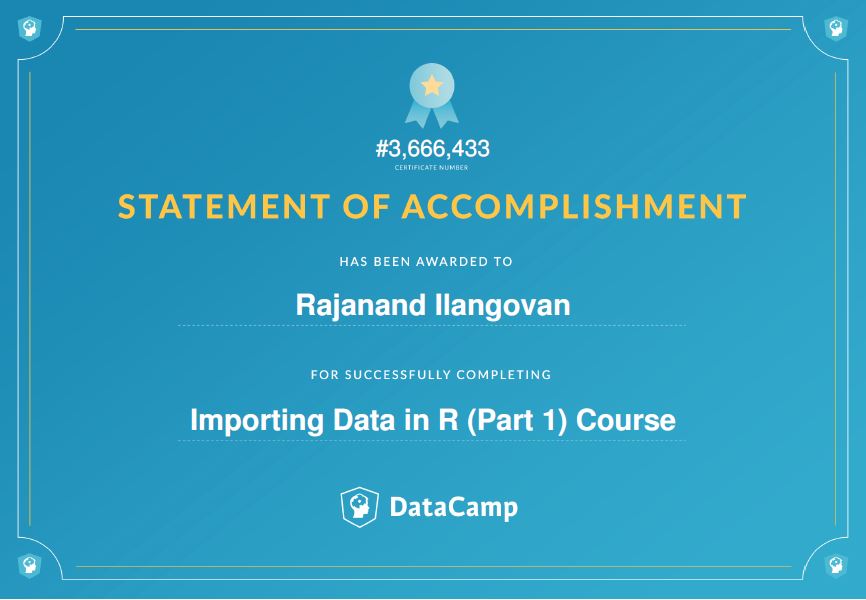 #3,666,433
CERTIFICATE NUMBER
STATEMENT OF ACCOMPLISHMENT
HAS BEEN AWARDED TO
Rajanand Ilangovan
FOR SUCCESSFULLY COMPLETING
Importing Data in R (Part 1) Course
DataCamp